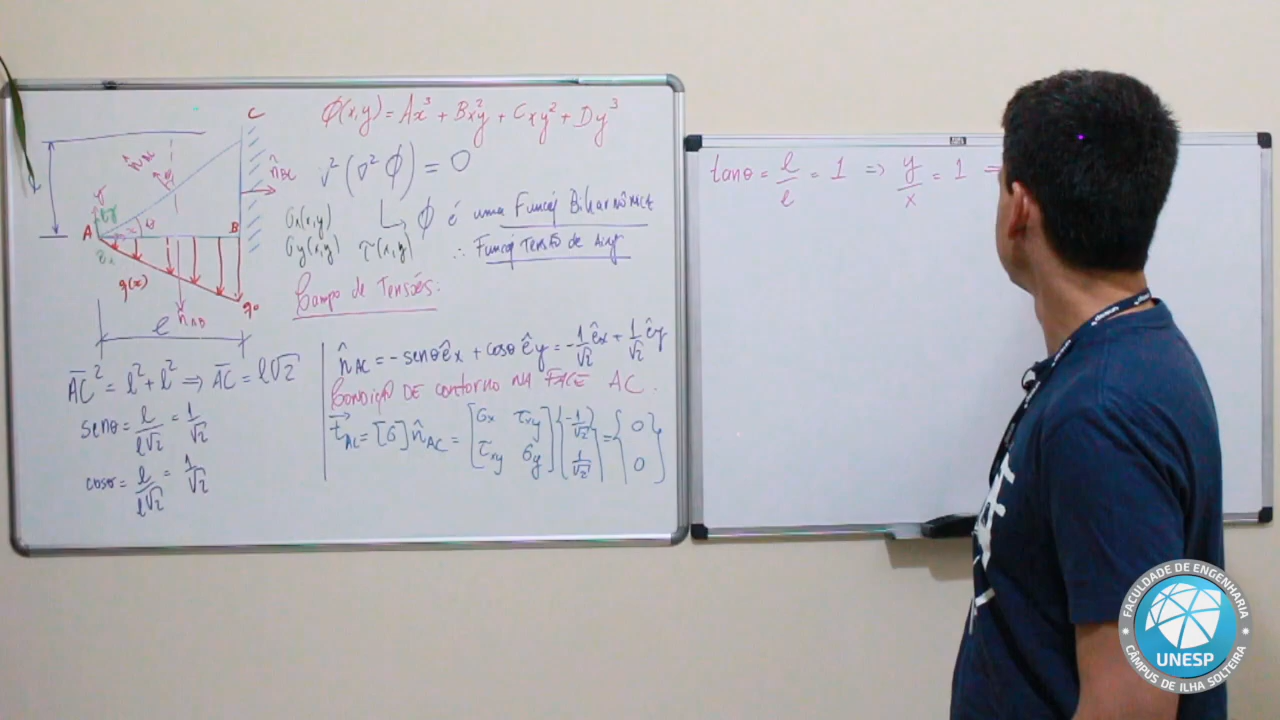 ϕ(x,y) = Ax³ + Bx²y + Cxy² + Dy³
∇²(∇²ϕ) = 0
ϕ é uma Função Biharmônica
σx(x,y)
σy(x,y) τ(x,y)
∴ Função Tensão de Airy
Campo de Tensões:
C
n̂BC
n̂AC
θ
y
x
A
B
q(x)
q₀
n̂AB
l
AC² = l² + l² ⇒ AC = l√2
senθ = l/l√2 = 1/√2
cosθ = l/l√2 = 1/√2
n̂AC = -senθ êx + cosθ êy = -1/√2 êx + 1/√2 êy
Condição DE contorno NA FACE AC.
t⃗AC = [σ] n̂AC = [σx τxy; τxy σy] {-1/√2; 1/√2} = {0; 0}
tanθ = l/l = 1 ⇒ y/x = 1 ⇒
FACULDADE DE ENGENHARIA
UNESP
CÂMPUS DE ILHA SOLTEIRA